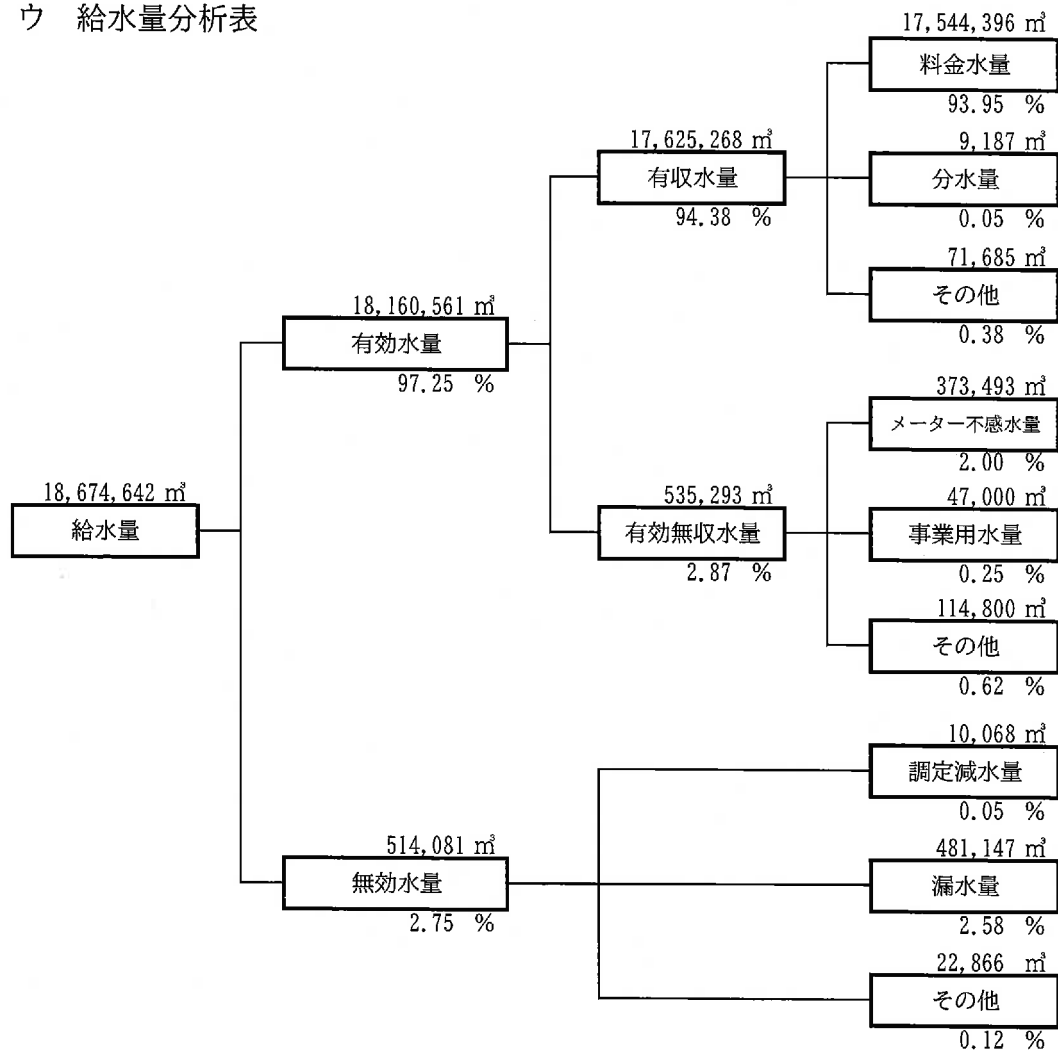 ウ 給水量分析表
17,544,396 ㎥
料金水量
93.95 %
17,625,268 ㎥
有収水量
94.38 %
9,187 ㎥
分水量
0.05 %
71,685 ㎥
その他
0.38 %
18,160,561 ㎥
有効水量
97.25 %
373,493 ㎥
メーター不感水量
2.00 %
18,674,642 ㎥
給水量
535,293 ㎥
有効無収水量
2.87 %
47,000 ㎥
事業用水量
0.25 %
114,800 ㎥
その他
0.62 %
10,068 ㎥
調定減水量
0.05 %
514,081 ㎥
無効水量
2.75 %
481,147 ㎥
漏水量
2.58 %
22,866 ㎥
その他
0.12 %